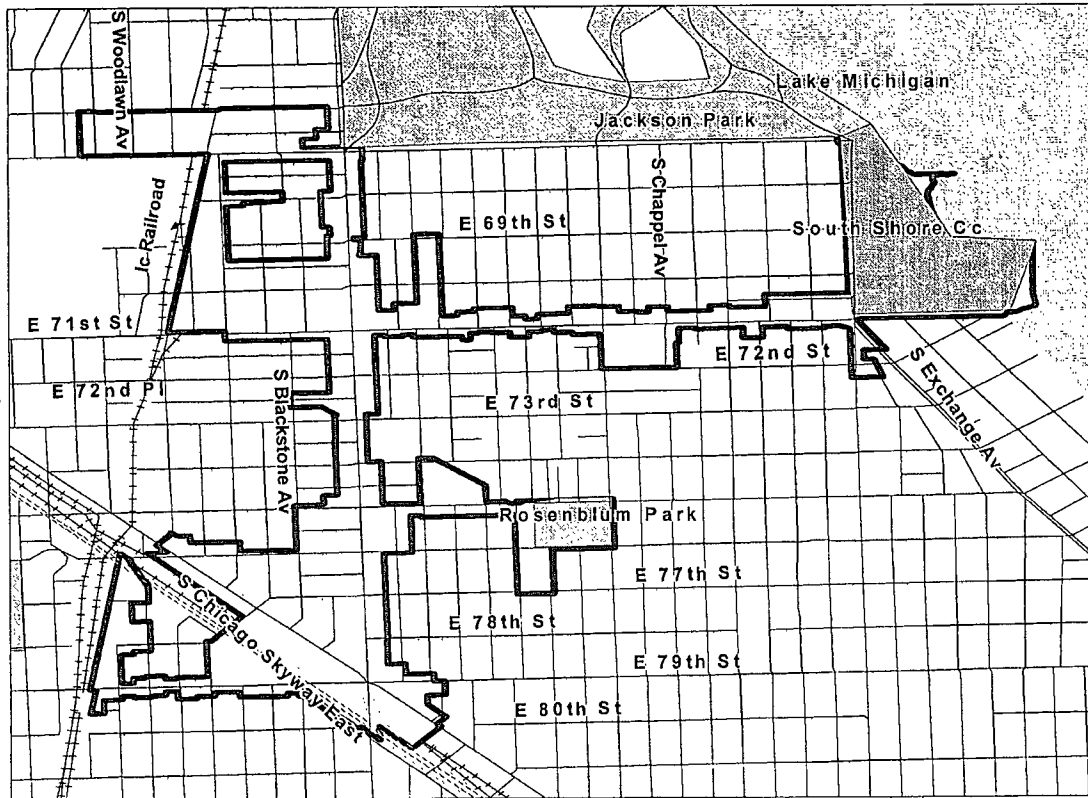 S Woodlawn Av
Lake Michigan
Jackson Park
S Chappel Av
Ic Railroad
E 69th St
South Shore Cc
E 71st St
E 72nd St
E 72nd Pl
S Blackstone Av
E 73rd St
S Exchange Av
Rosenblum Park
E 77th St
S Chicago Skyway East
E 78th St
E 79th St
E 80th St